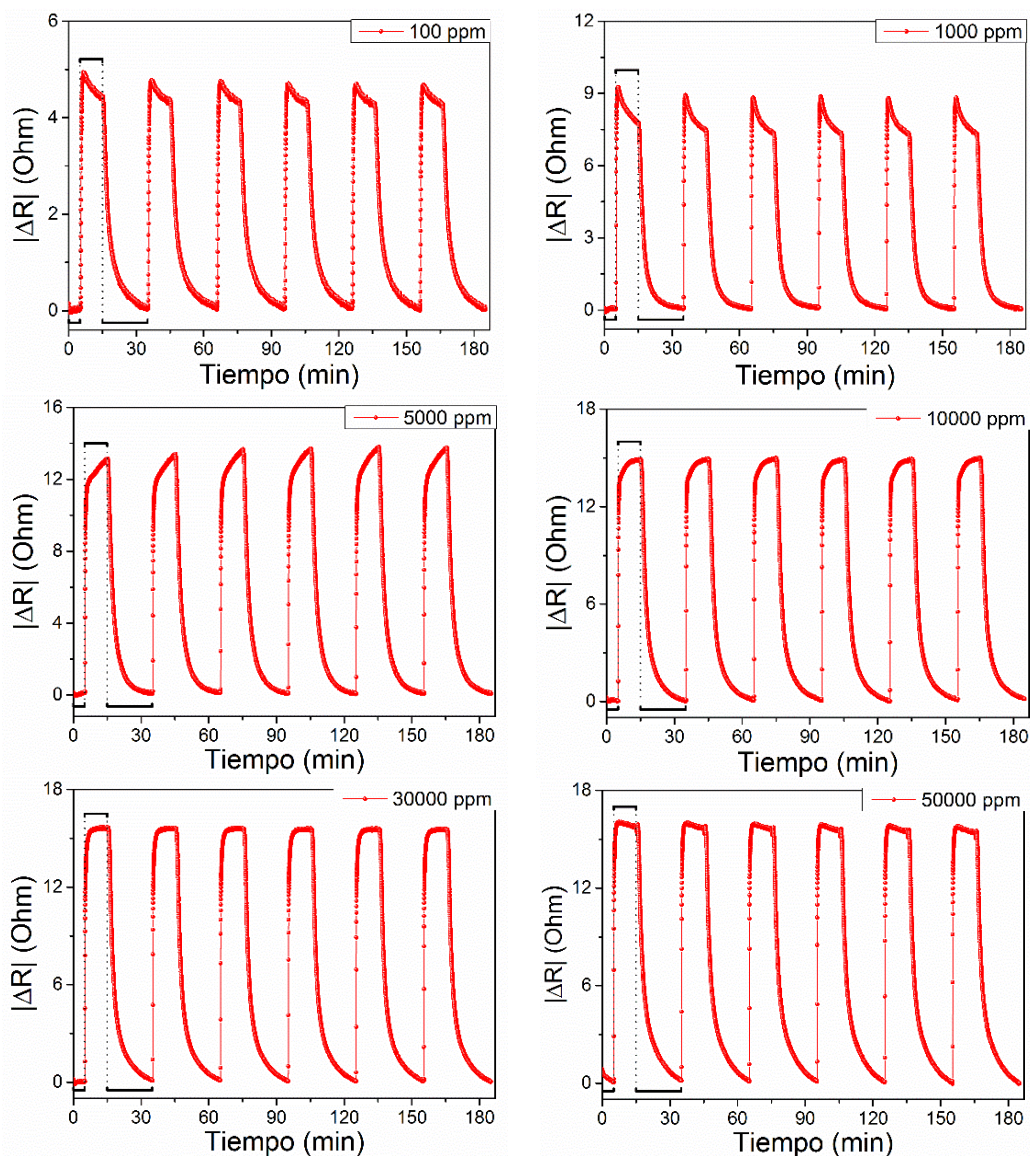 100 ppm
|ΔR| (Ohm)
6
4
2
0
0 30 60 90 120 150 180
Tiempo (min)
1000 ppm
|ΔR| (Ohm)
12
9
6
3
0
0 30 60 90 120 150 180
Tiempo (min)
5000 ppm
|ΔR| (Ohm)
16
12
8
4
0
0 30 60 90 120 150 180
Tiempo (min)
10000 ppm
|ΔR| (Ohm)
18
12
6
0
0 30 60 90 120 150 180
Tiempo (min)
30000 ppm
|ΔR| (Ohm)
18
12
6
0
0 30 60 90 120 150 180
Tiempo (min)
50000 ppm
|ΔR| (Ohm)
18
12
6
0
0 30 60 90 120 150 180
Tiempo (min)